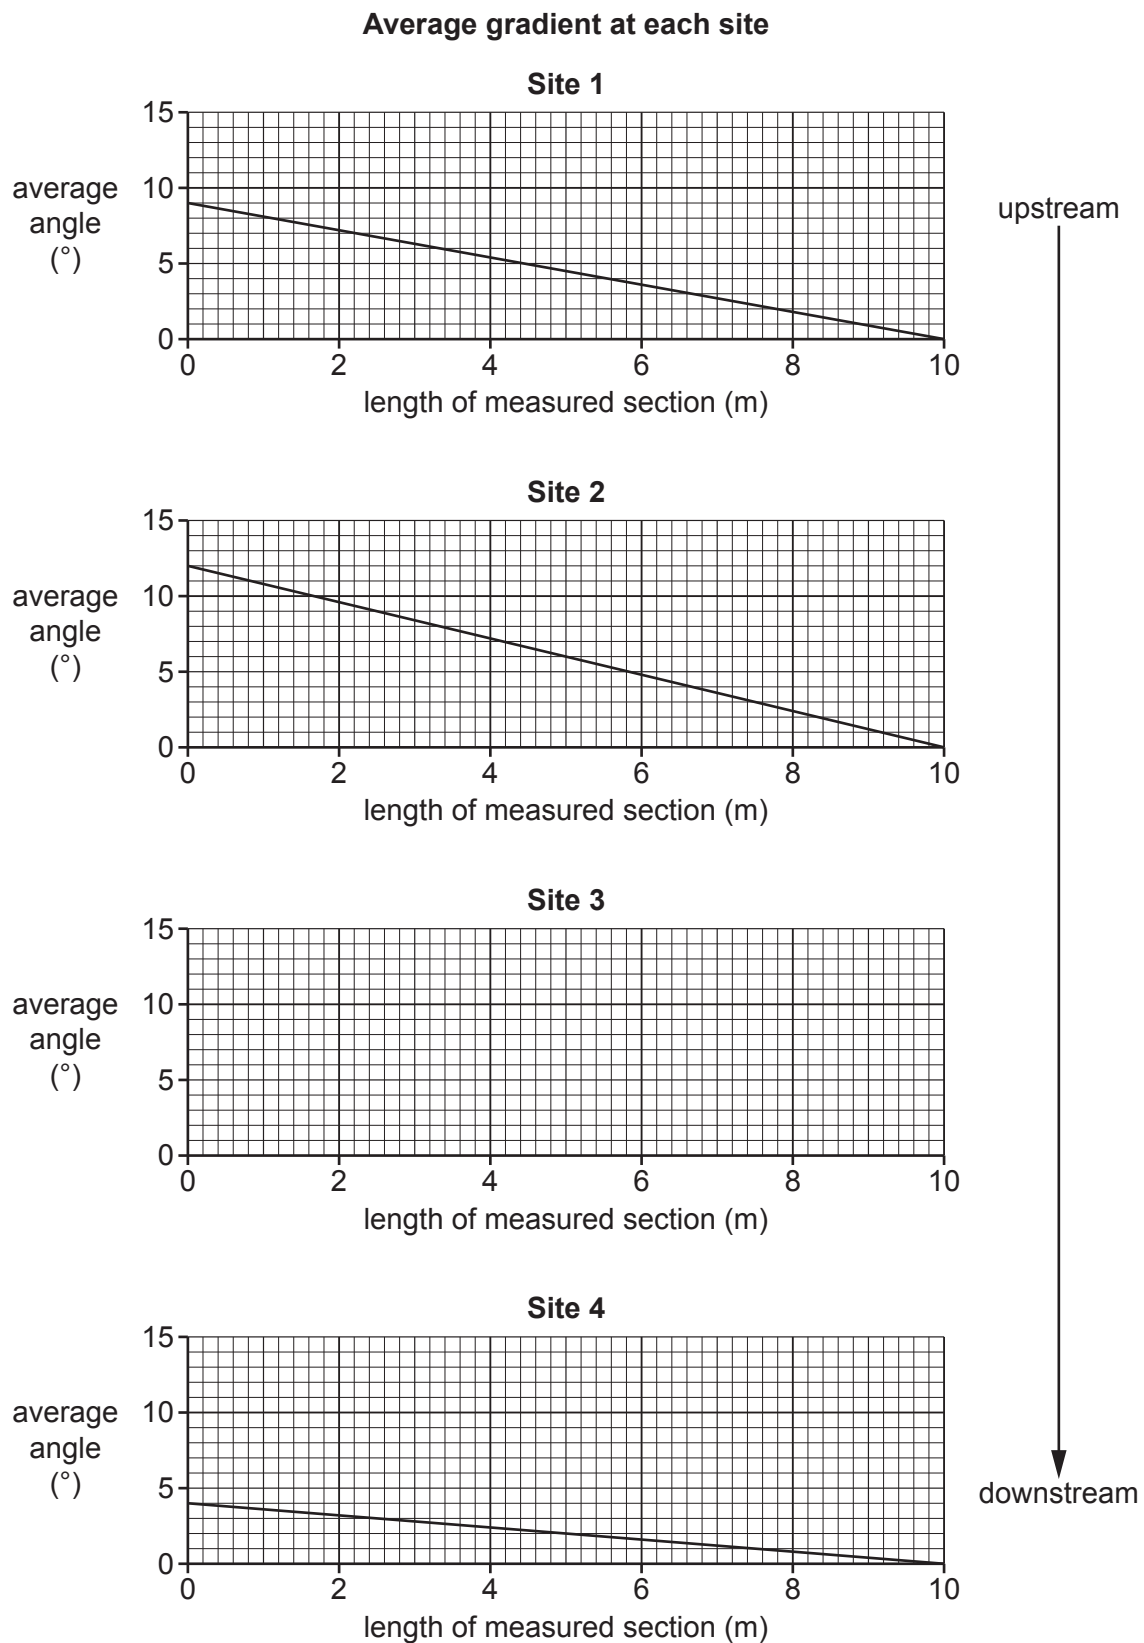 Average gradient at each site
Site 1
15
10
5
0
average
angle
(°)
0 2 4 6 8 10
length of measured section (m)
upstream
Site 2
15
10
5
0
average
angle
(°)
0 2 4 6 8 10
length of measured section (m)
Site 3
15
10
5
0
average
angle
(°)
0 2 4 6 8 10
length of measured section (m)
Site 4
15
10
5
0
average
angle
(°)
0 2 4 6 8 10
length of measured section (m)
downstream